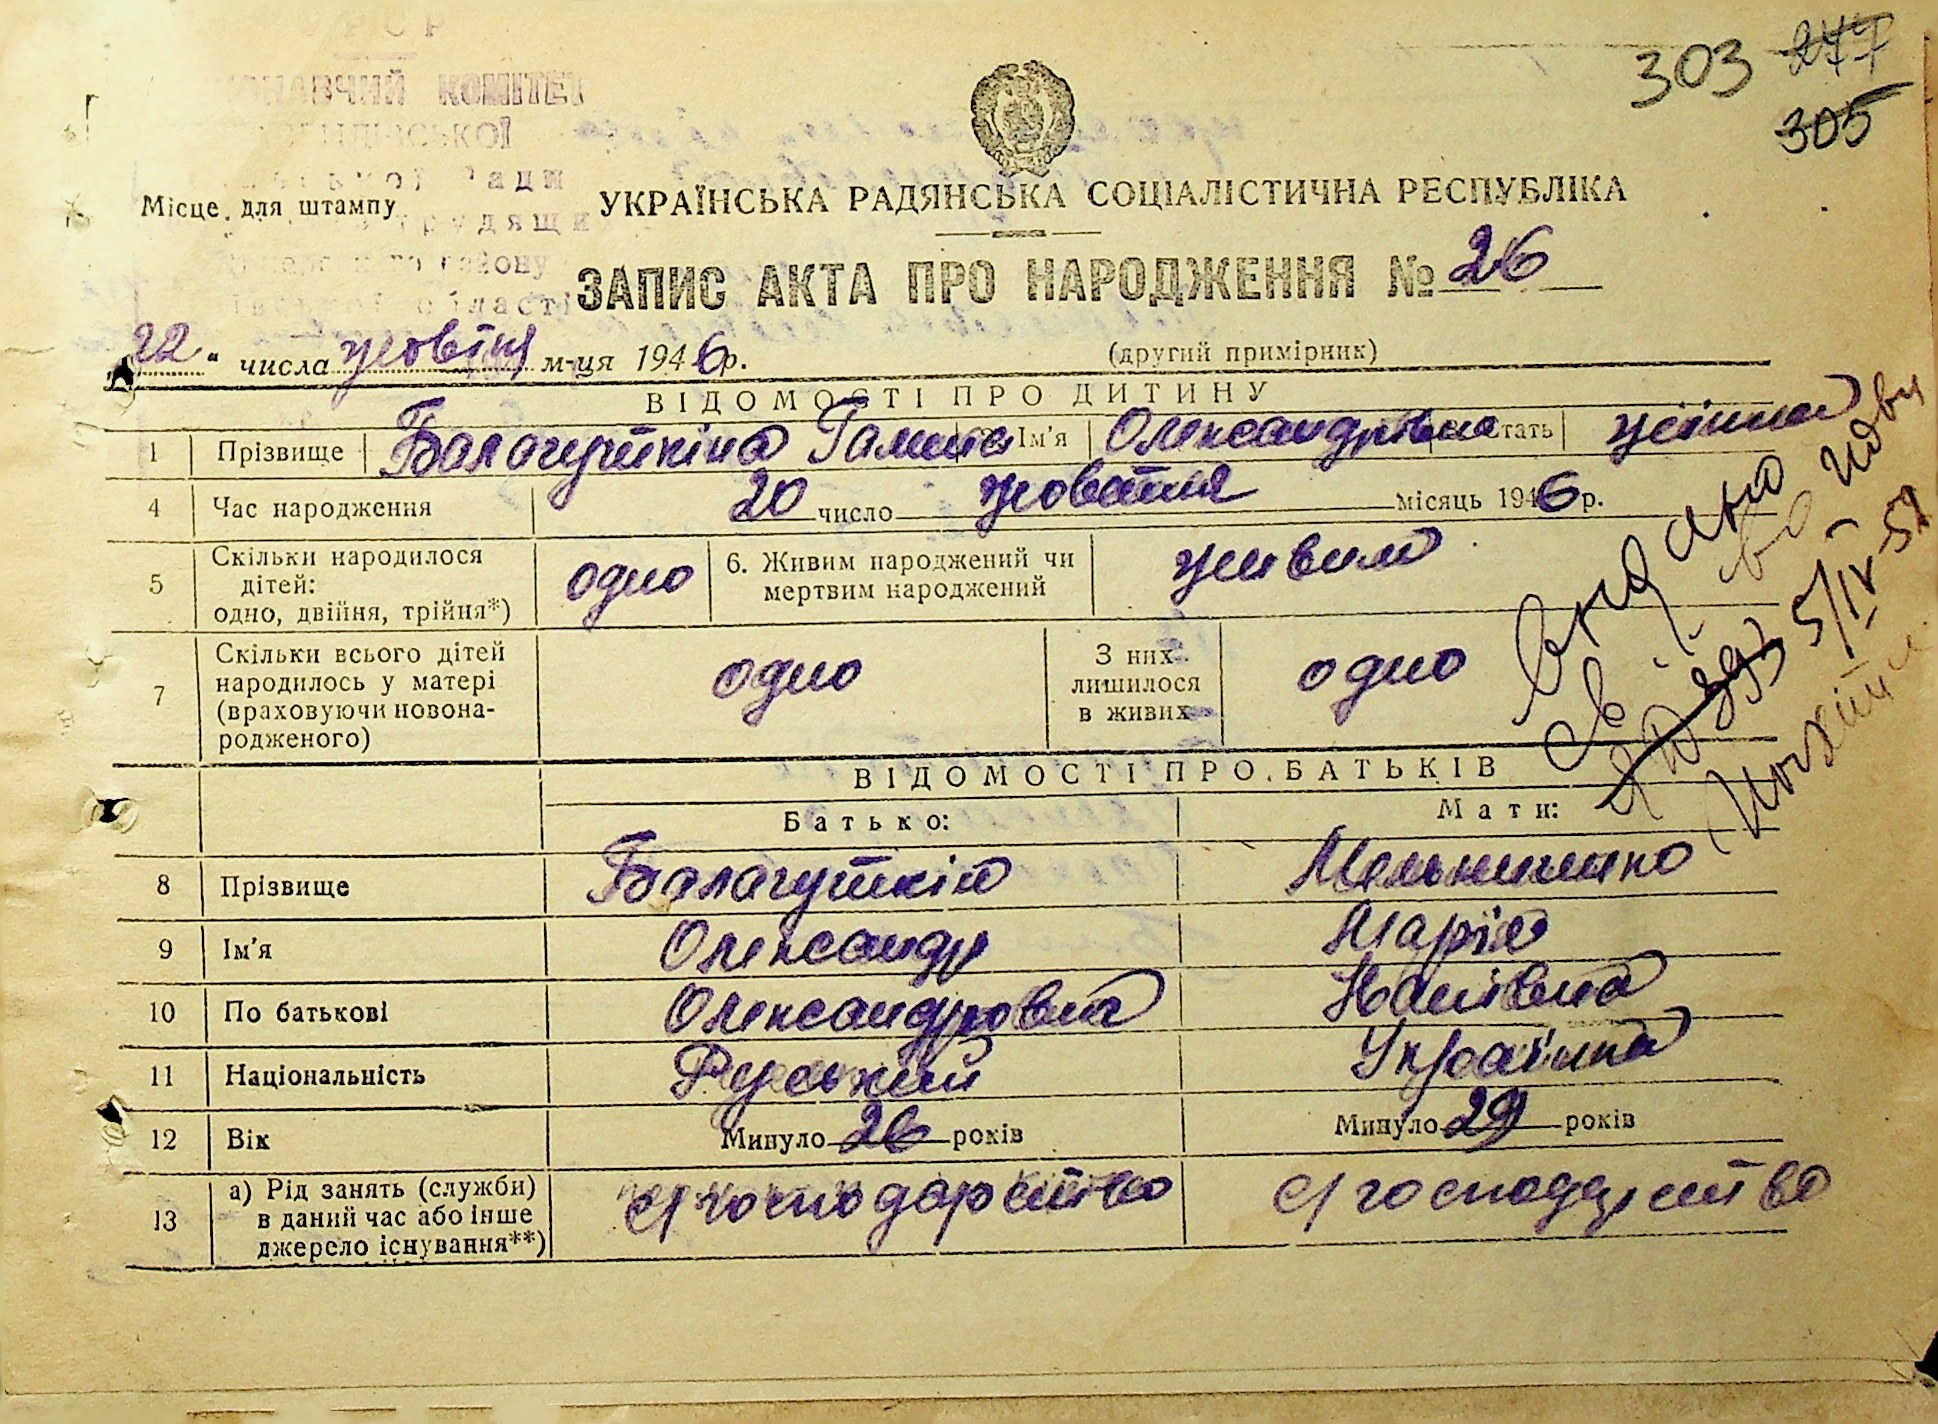 303 277
305
КОМІТЕТ
Місце для штампу
УКРАЇНСЬКА РАДЯНСЬКА СОЦІАЛІСТИЧНА РЕСПУБЛІКА
ЗАПИС АКТА ПРО НАРОДЖЕННЯ № 26
22 " числа жовтня м-ця 1946 р.
(другий примірник)
ВІДОМОСТІ ПРО ДИТИНУ
1 Прізвище Балагуткіна Галина Ім'я Олександрівна Стать жіноча
4 Час народження 20 число жовтня місяць 1946 р.
5 Скільки народилося дітей: одно, двійня, трійня*) одно 6. Живим народжений чи мертвим народжений живим
7 Скільки всього дітей народилось у матері (враховуючи новонародженого) одно З них лишилося в живих одно
Видано
5/IV-58
ВІДОМОСТІ ПРО БАТЬКІВ
Батько: Мати:
8 Прізвище Балагуткін Мельниченко
9 Ім'я Олександр Марія
10 По батькові Олександрович Іванівна
11 Національність Руський Українка
12 Вік Минуло 26 років Минуло 29 років
13 а) Рід занять (служби) в даний час або інше джерело існування**) с/господарство с/господарство